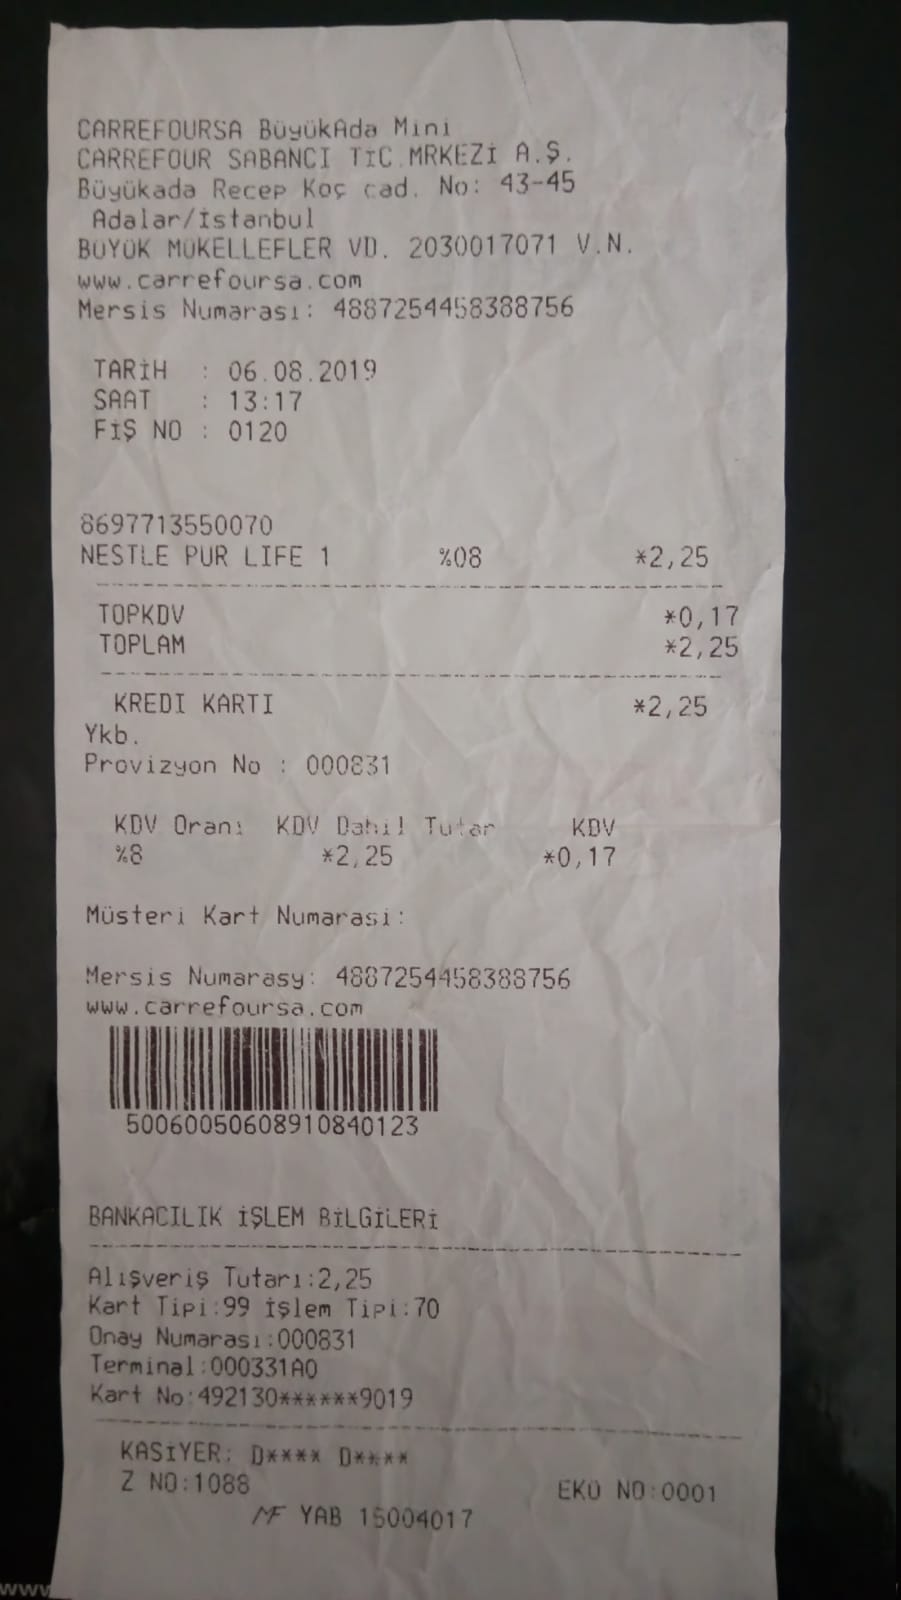 CARREFOURSA BüyükAda Mini
CARREFOUR SABANCI TİC.MRKEZİ A.Ş.
Büyükada Recep Koç cad. No: 43-45
Adalar/İstanbul
BÜYÜK MÜKELLEFLER VD. 2030017071 V.N.
www.carrefoursa.com
Mersis Numarası: 4887254458388756
TARİH : 06.08.2019
SAAT : 13:17
FİŞ NO : 0120
8697713550070
NESTLE PUR LIFE 1 %08 *2,25
TOPKDV *0,17
TOPLAM *2,25
KREDI KARTI *2,25
Ykb.
Provizyon No : 000831
KDV Oranı KDV Dahil Tutar KDV
%8 *2,25 *0,17
Müsteri Kart Numarasi:
Mersis Numarasy: 4887254458388756
www.carrefoursa.com
50060050608910840123
BANKACILIK İŞLEM BİLGİLERİ
Alışveriş Tutarı:2,25
Kart Tipi:99 İşlem Tipi:70
Onay Numarası:000831
Terminal:000331A0
Kart No:492130******9019
KASİYER: D**** D****
Z NO:1088 EKÜ NO:0001
MF YAB 15004017
www